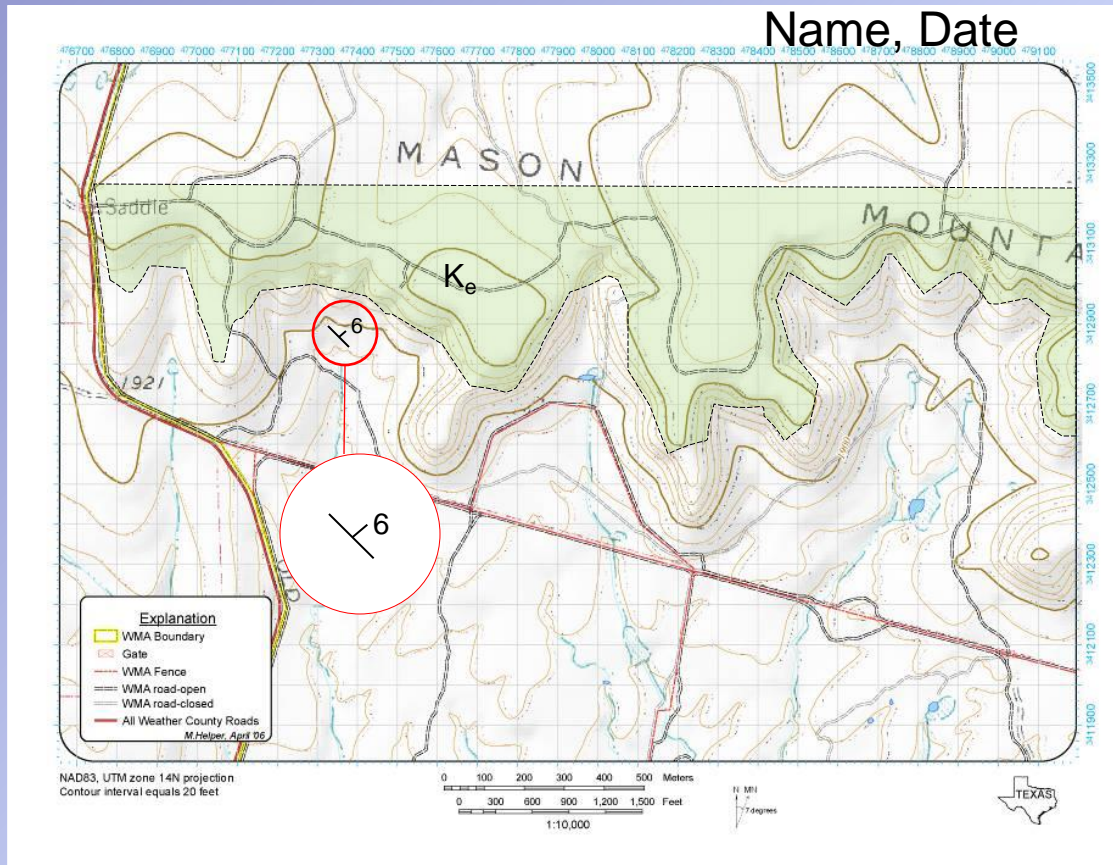 Name, Date
476700 476800 476900 477000 477100 477200 477300 477400 477500 477600 477700 477800 477900 478000 478100 478200 478300 478400 478500 478600 478700 478800 478900 479000 479100
3413500
3413300
3413100
3412900
3412700
3412500
3412300
3412100
3411900
MASON
MOUNTA
Saddle
Ke
6
1921
1900
6
Explanation
WMA Boundary
Gate
WMA Fence
WMA road-open
WMA road-closed
All Weather County Roads
M.Helper, April '06
NAD83, UTM zone 14N projection
Contour interval equals 20 feet
0 100 200 300 400 500 Meters
0 300 600 900 1,200 1,500 Feet
1:10,000
N MN
7 degrees
TEXAS